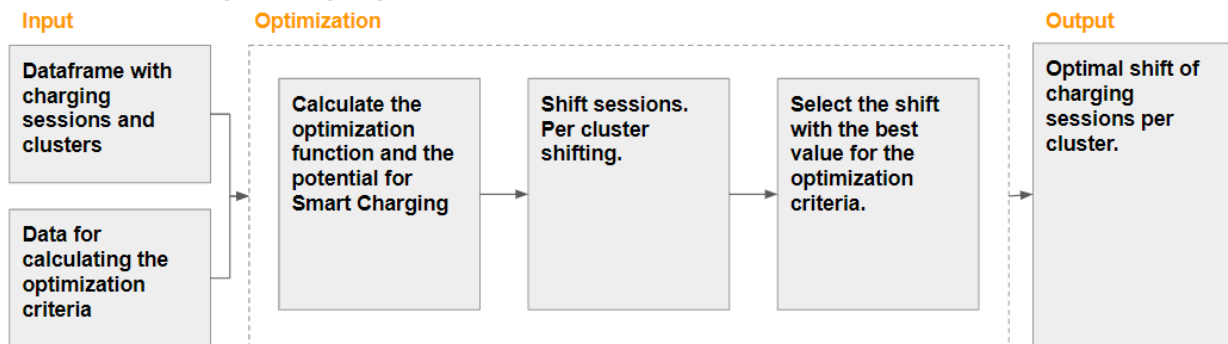 Input
Dataframe with
charging
sessions and
clusters
Data for
calculating the
optimization
criteria
Optimization
Calculate the
optimization
function and the
potential for
Smart Charging
Shift sessions.
Per cluster
shifting.
Select the shift
with the best
value for the
optimization
criteria.
Output
Optimal shift of
charging
sessions per
cluster.